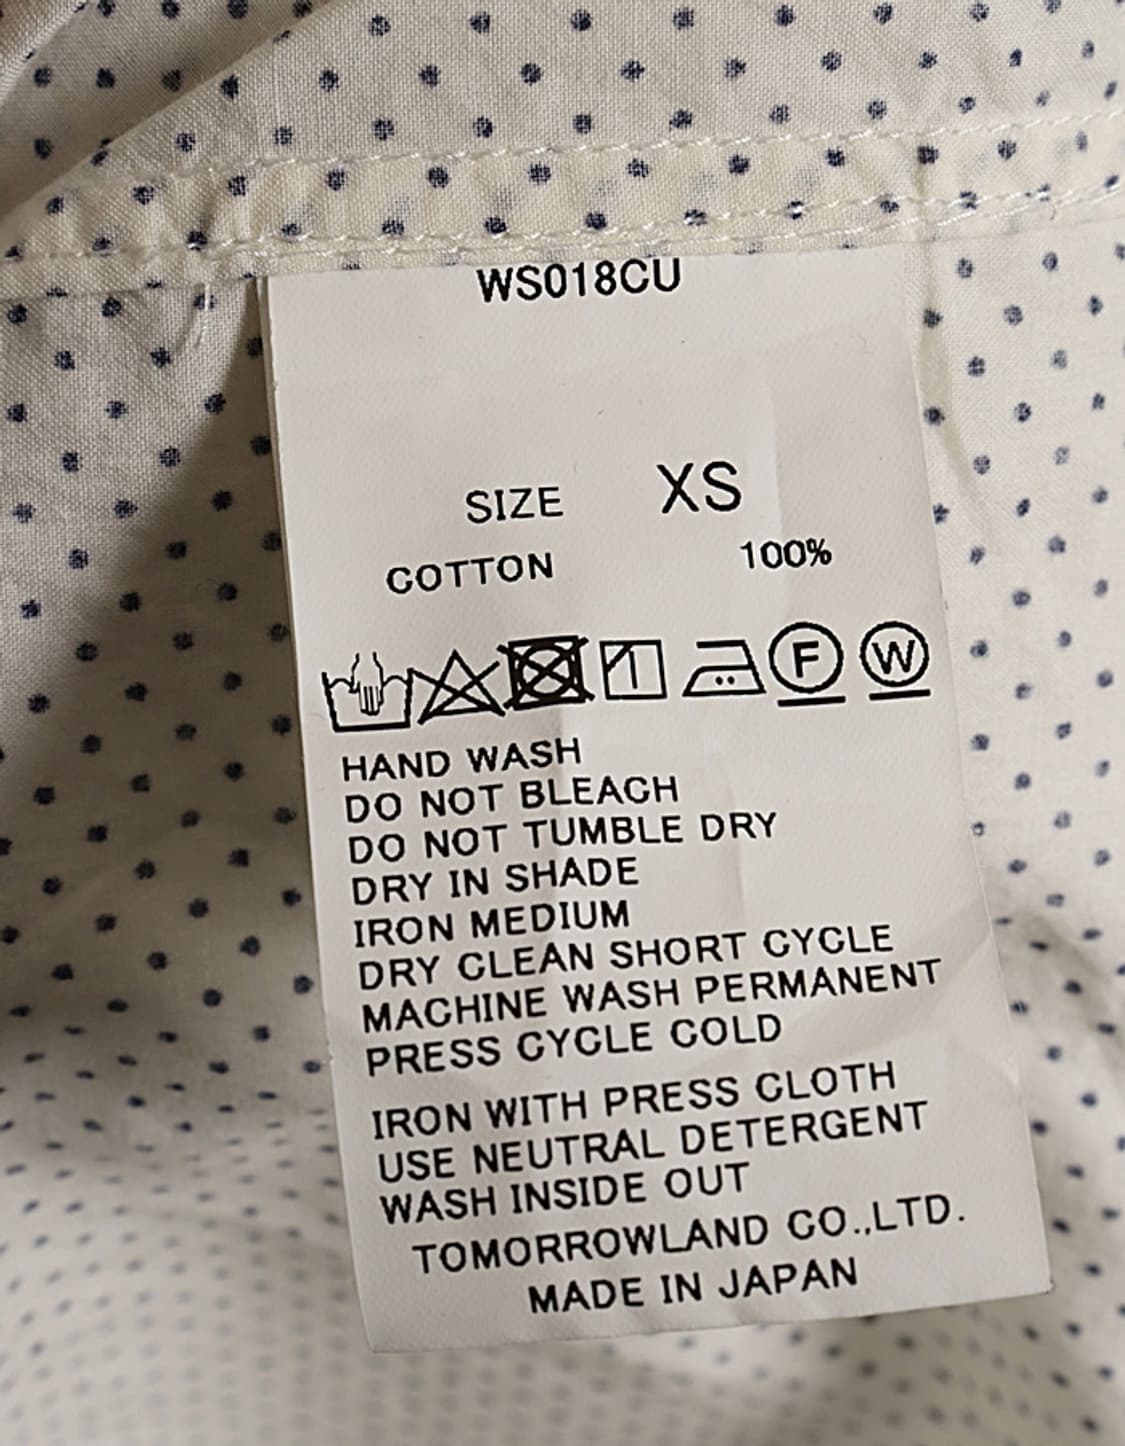 WS018CU
SIZE XS
COTTON 100%
F W
HAND WASH
DO NOT BLEACH
DO NOT TUMBLE DRY
DRY IN SHADE
IRON MEDIUM
DRY CLEAN SHORT CYCLE
MACHINE WASH PERMANENT
PRESS CYCLE COLD
IRON WITH PRESS CLOTH
USE NEUTRAL DETERGENT
WASH INSIDE OUT
TOMORROWLAND CO.,LTD.
MADE IN JAPAN